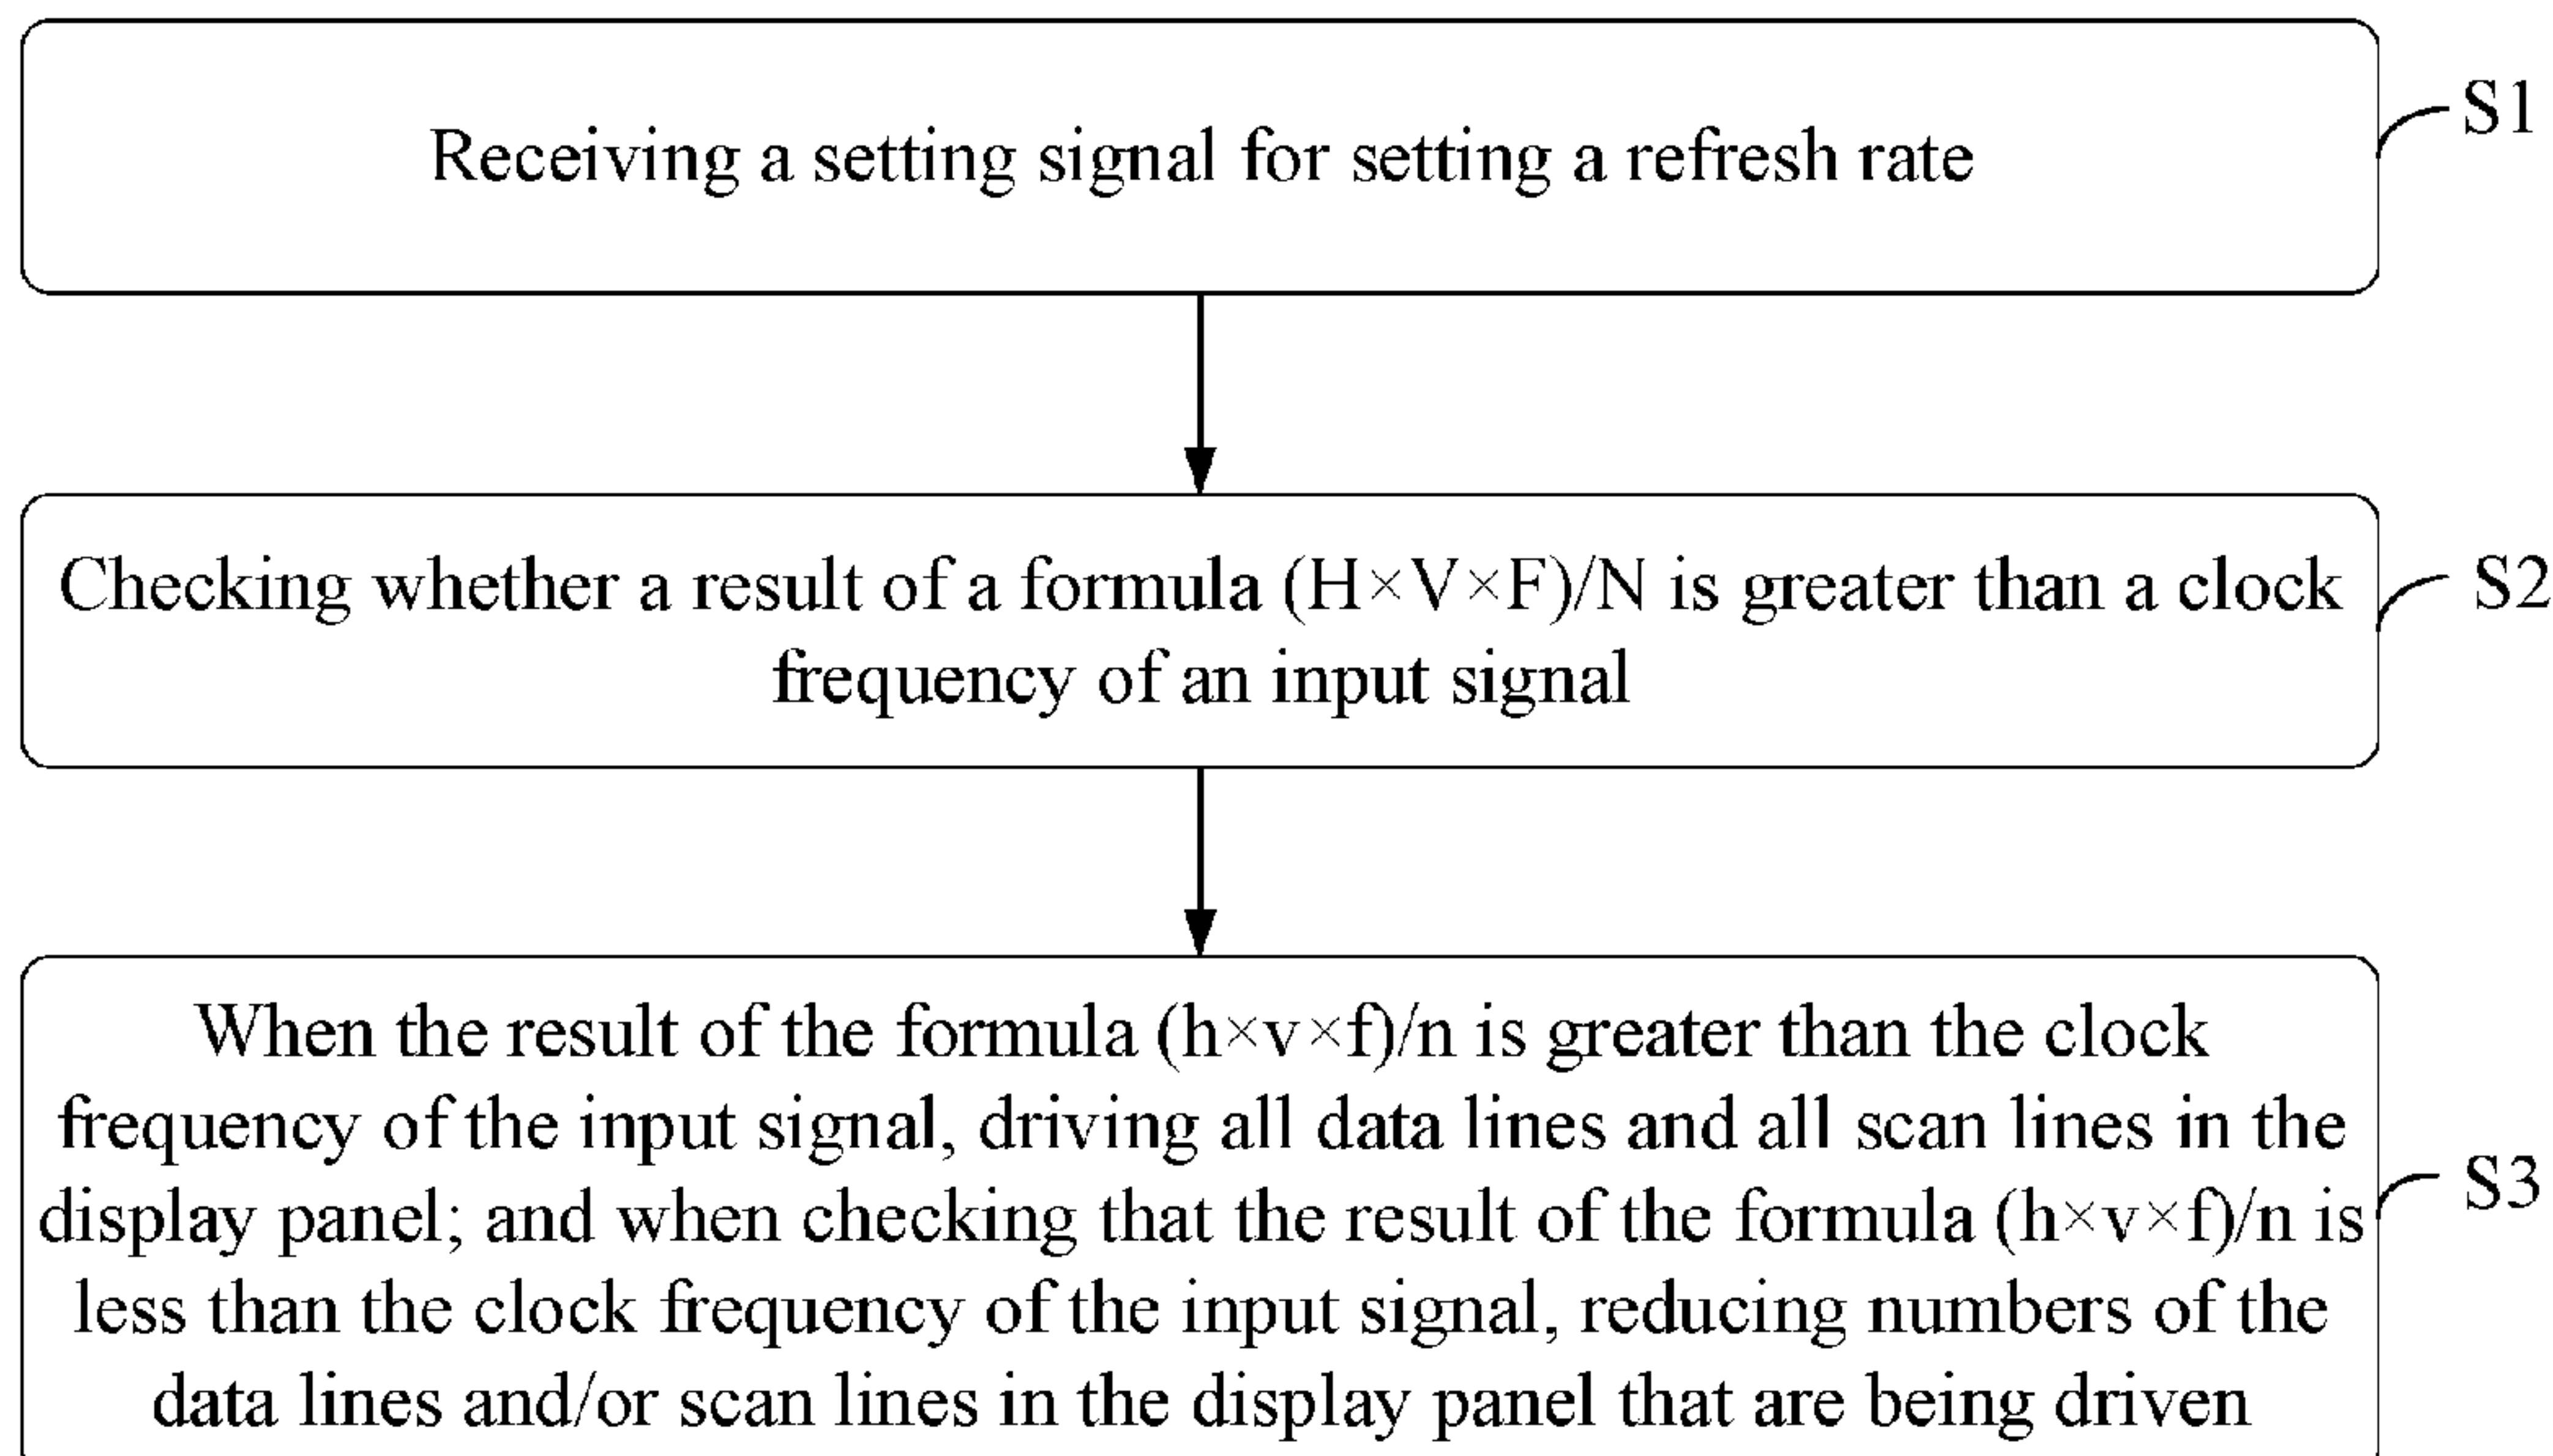 Receiving a setting signal for setting a refresh rate
S1
Checking whether a result of a formula (H×V×F)/N is greater than a clock
frequency of an input signal
S2
When the result of the formula (h×v×f)/n is greater than the clock
frequency of the input signal, driving all data lines and all scan lines in the
display panel; and when checking that the result of the formula (h×v×f)/n is
less than the clock frequency of the input signal, reducing numbers of the
data lines and/or scan lines in the display panel that are being driven
S3